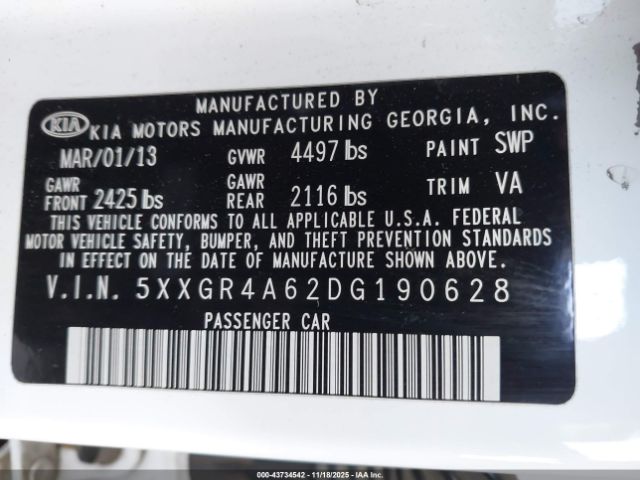 MANUFACTURED BY
KIA KIA MOTORS MANUFACTURING GEORGIA, INC.
MAR/01/13 GVWR 4497 lbs PAINT SWP
GAWR FRONT 2425 lbs GAWR REAR 2116 lbs TRIM VA
THIS VEHICLE CONFORMS TO ALL APPLICABLE U.S.A. FEDERAL
MOTOR VEHICLE SAFETY, BUMPER, AND THEFT PREVENTION STANDARDS
IN EFFECT ON THE DATE OF MANUFACTURE SHOWN ABOVE.
V.I.N. 5XXGR4A62DG190628
PASSENGER CAR
000-43734542 - 11/18/2025 - IAA Inc. ©